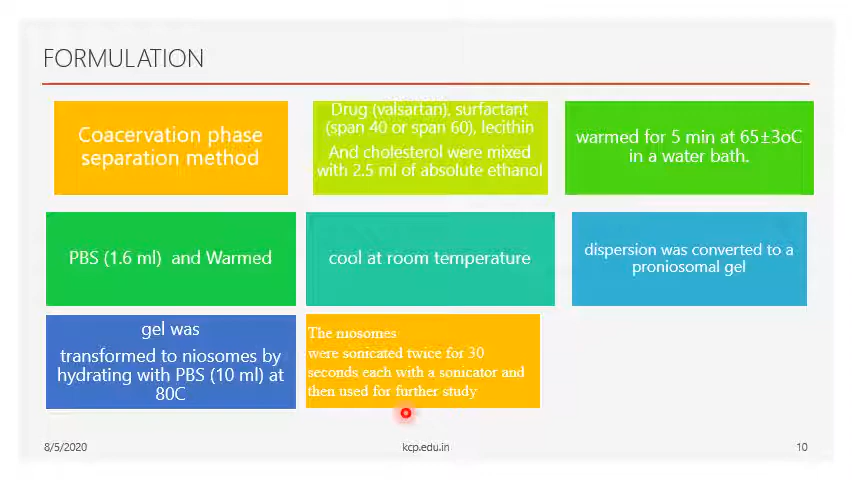 FORMULATION
Coacervation phase
separation method
Drug (valsartan), surfactant
(span 40 or span 60), lecithin
And cholesterol were mixed
with 2.5 ml of absolute ethanol
warmed for 5 min at 65±3oC
in a water bath.
PBS (1.6 ml)  and Warmed
cool at room temperature
dispersion was converted to a
proniosomal gel
gel was
transformed to niosomes by
hydrating with PBS (10 ml) at
80C
The niosomes
were sonicated twice for 30
seconds each with a sonicator and
then used for further study
8/5/2020
kcp.edu.in
10